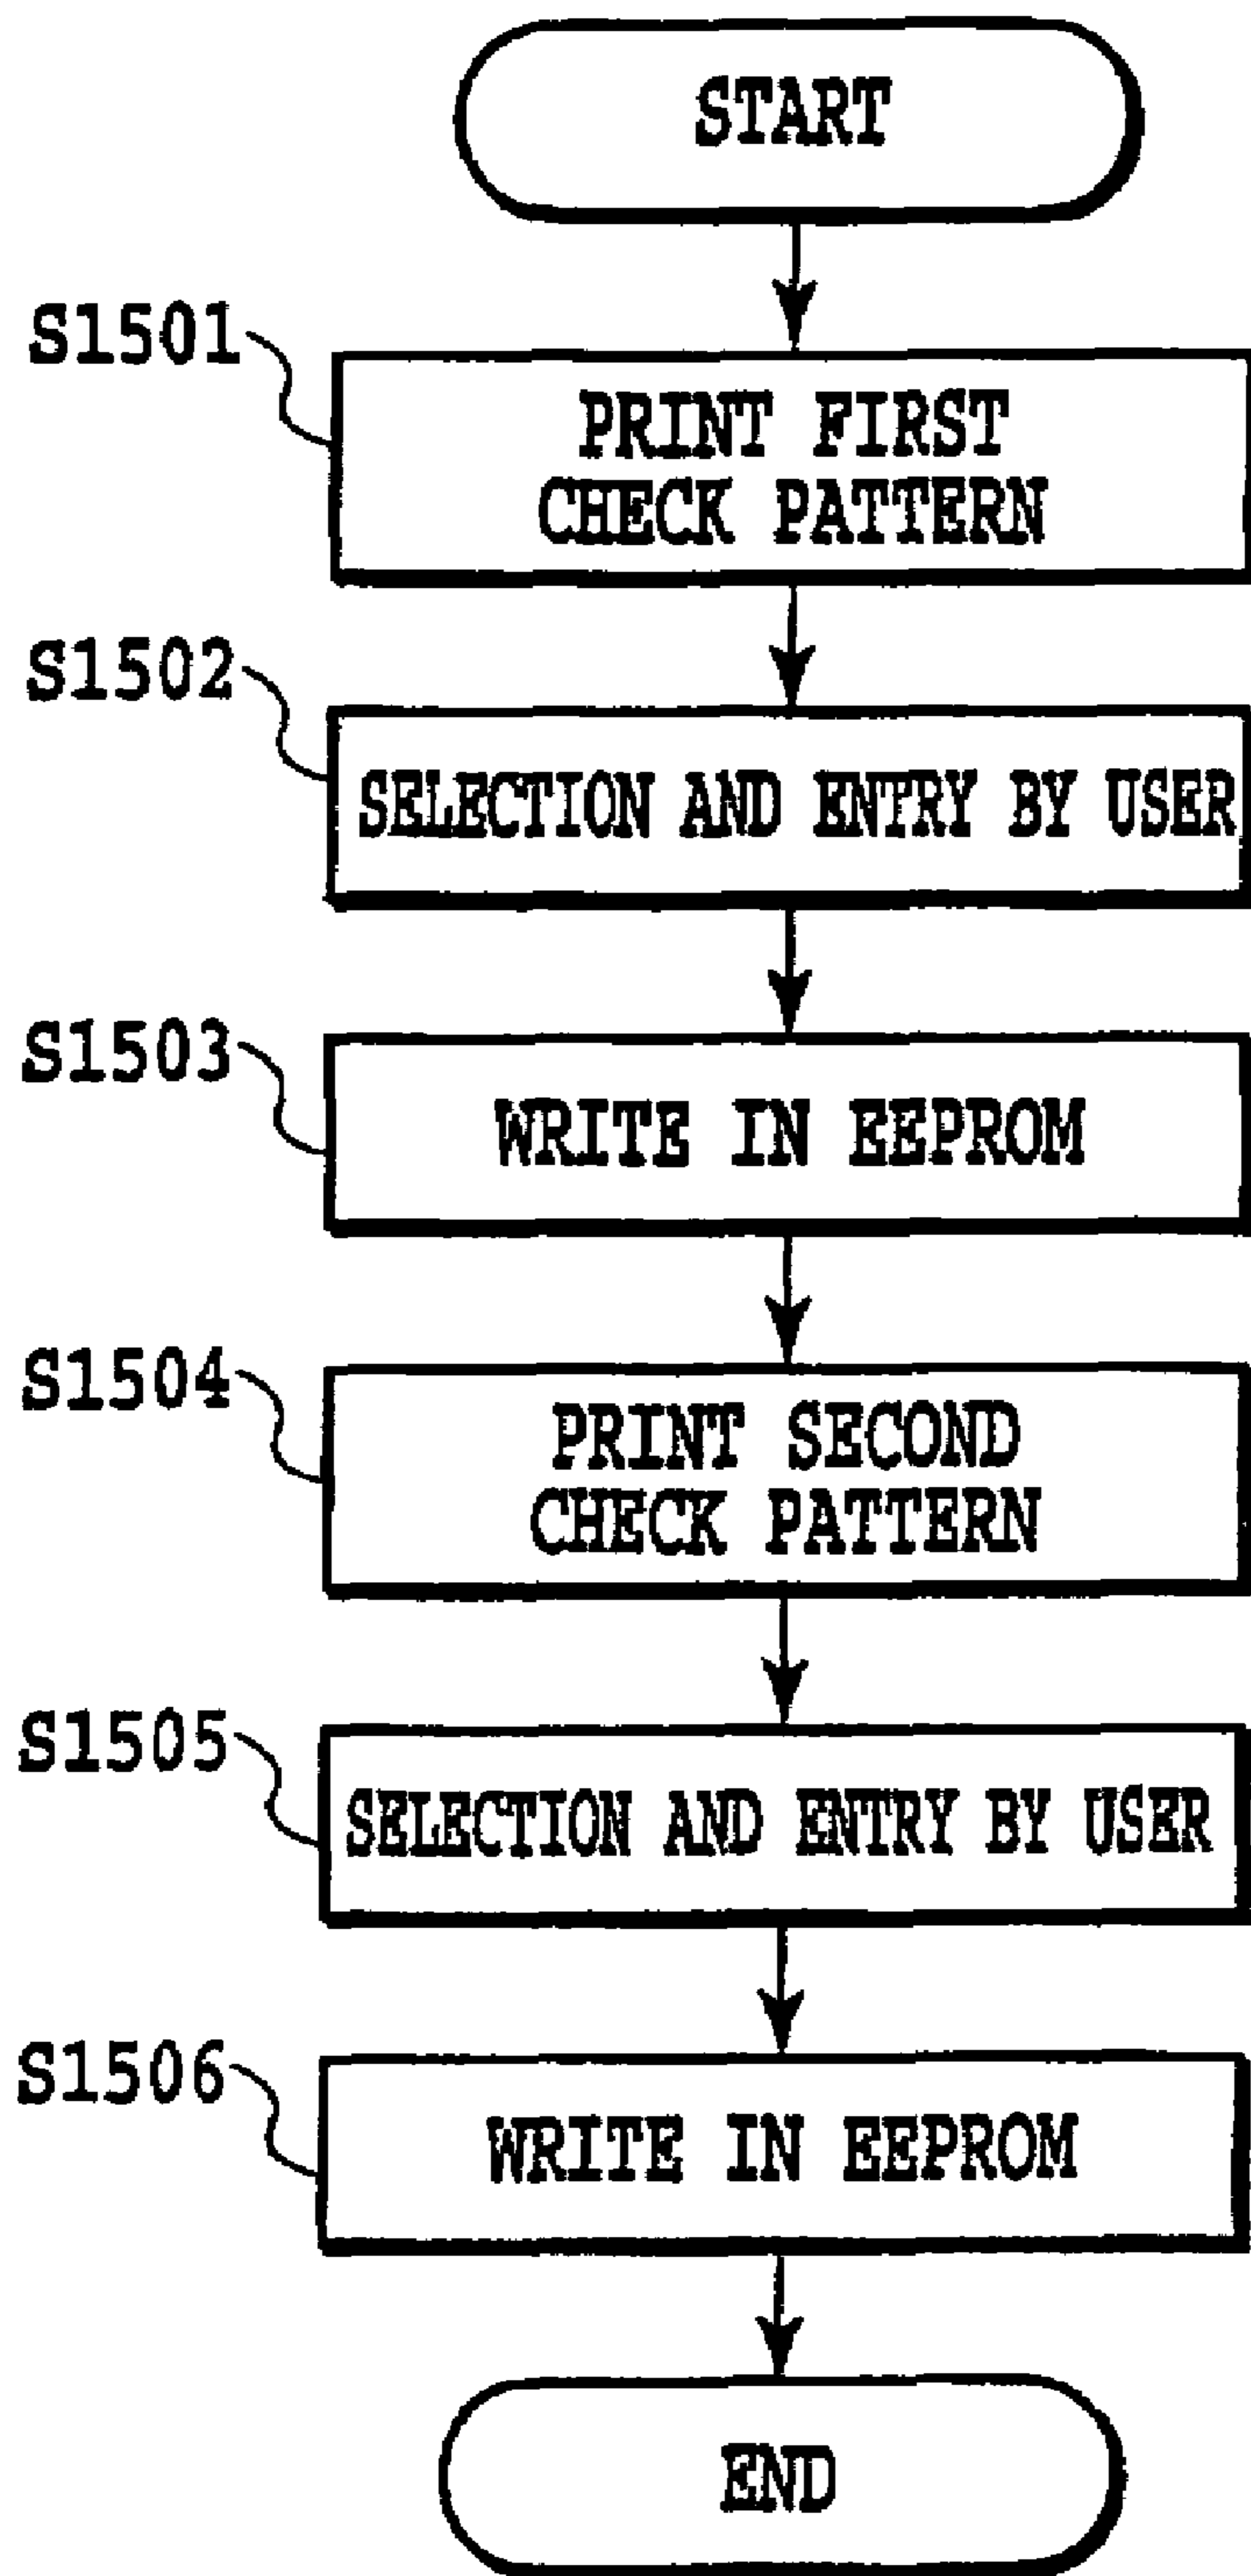 START
S1501
PRINT FIRST
CHECK PATTERN
S1502
SELECTION AND ENTRY BY USER
S1503
WRITE IN EEPROM
S1504
PRINT SECOND
CHECK PATTERN
S1505
SELECTION AND ENTRY BY USER
S1506
WRITE IN EEPROM
END